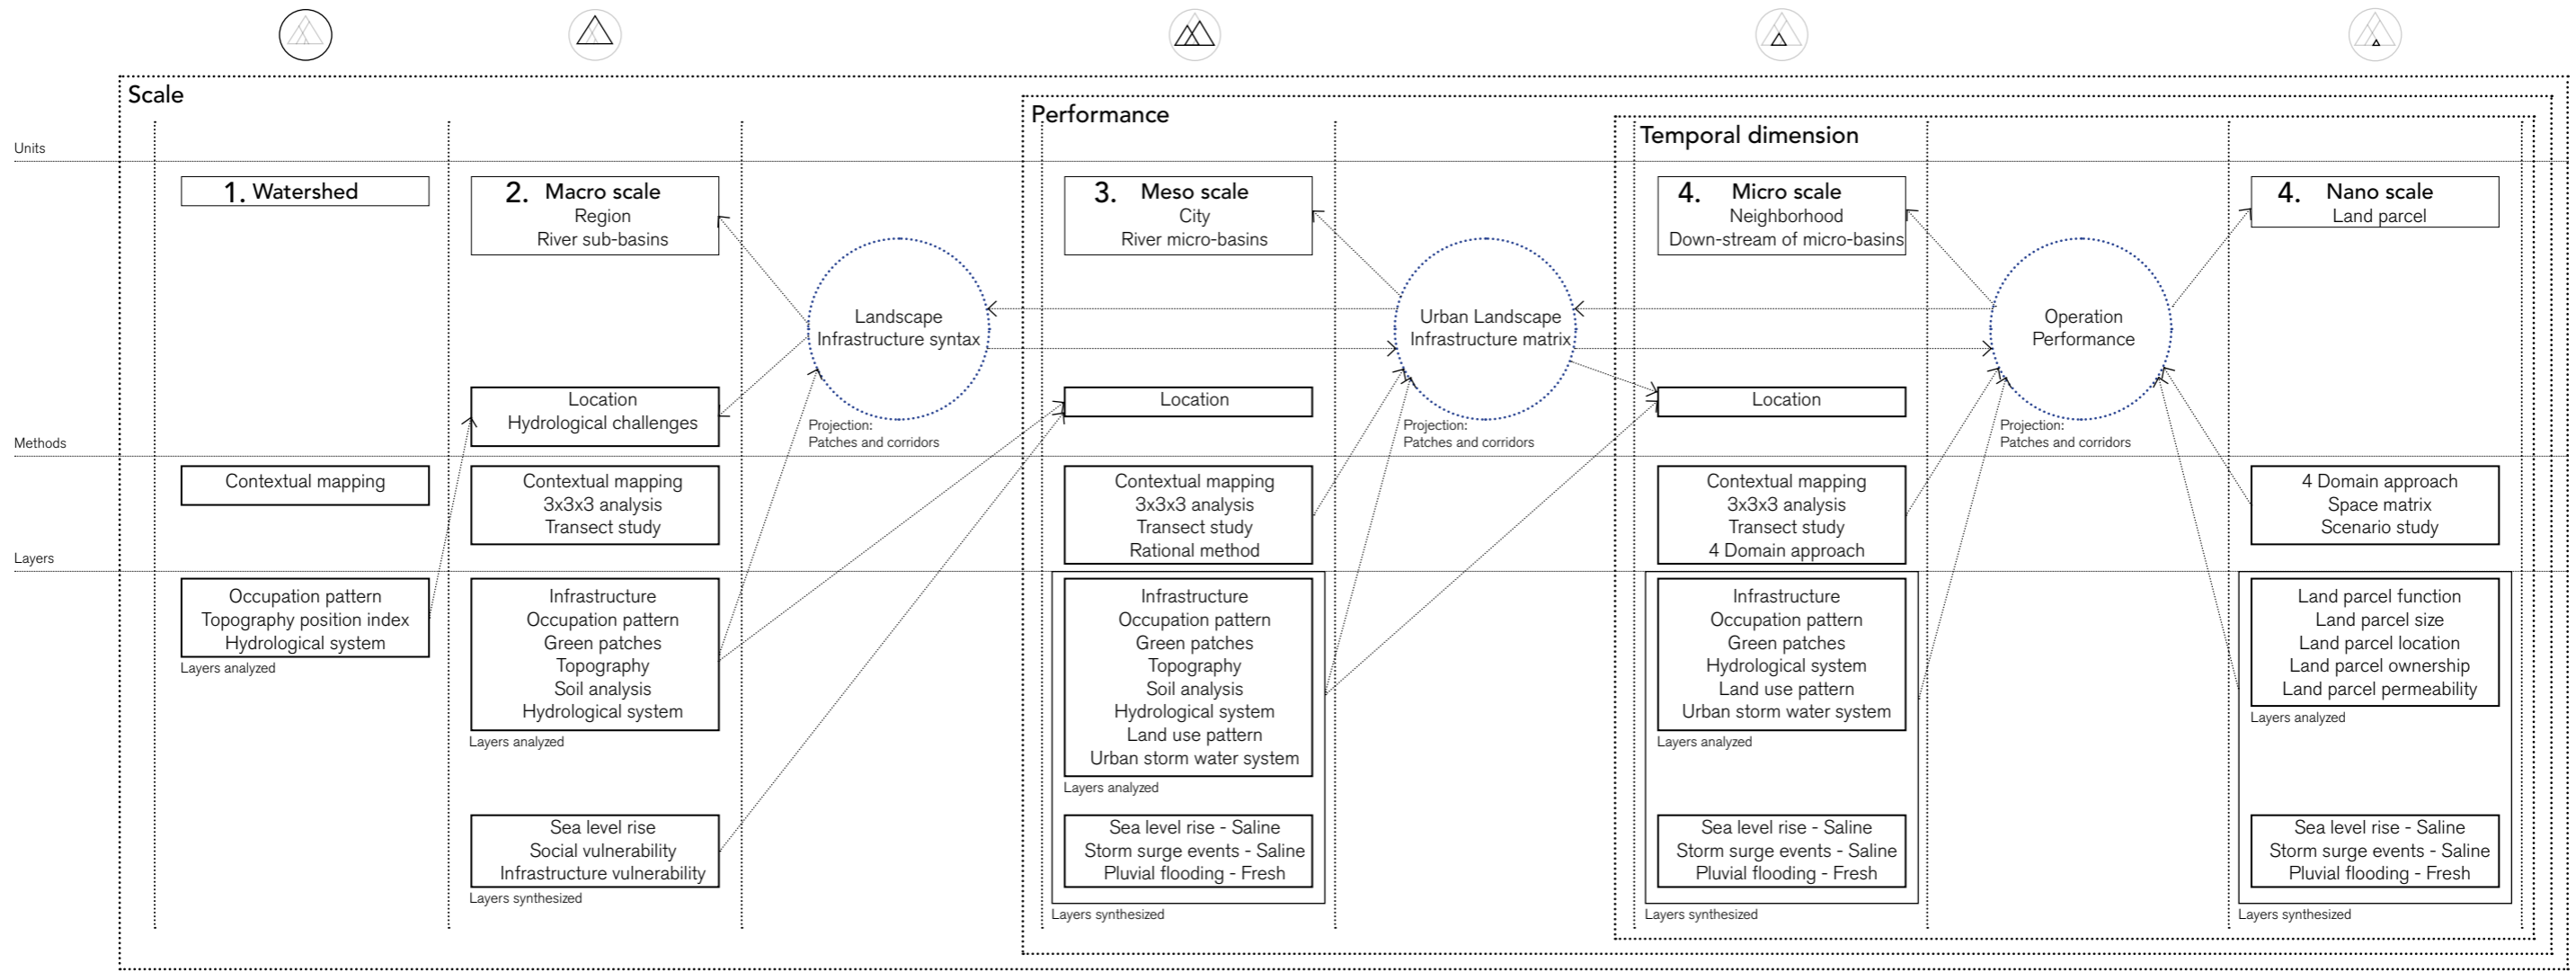 Scale
Performance
Temporal dimension
Units
1. Watershed
2. Macro scale
Region
River sub-basins
3. Meso scale
City
River micro-basins
4. Micro scale
Neighborhood
Down-stream of micro-basins
4. Nano scale
Land parcel
Landscape
Infrastructure syntax
Urban Landscape
Infrastructure matrix
Operation
Performance
Location
Hydrological challenges
Location
Location
Projection:
Patches and corridors
Projection:
Patches and corridors
Projection:
Patches and corridors
Methods
Contextual mapping
Contextual mapping
3x3x3 analysis
Transect study
Contextual mapping
3x3x3 analysis
Transect study
Rational method
Contextual mapping
3x3x3 analysis
Transect study
4 Domain approach
4 Domain approach
Space matrix
Scenario study
Layers
Occupation pattern
Topography position index
Hydrological system
Layers analyzed
Infrastructure
Occupation pattern
Green patches
Topography
Soil analysis
Hydrological system
Layers analyzed
Infrastructure
Occupation pattern
Green patches
Topography
Soil analysis
Hydrological system
Land use pattern
Urban storm water system
Layers analyzed
Infrastructure
Occupation pattern
Green patches
Hydrological system
Land use pattern
Urban storm water system
Layers analyzed
Land parcel function
Land parcel size
Land parcel location
Land parcel ownership
Land parcel permeability
Layers analyzed
Sea level rise
Social vulnerability
Infrastructure vulnerability
Layers synthesized
Sea level rise - Saline
Storm surge events - Saline
Pluvial flooding - Fresh
Layers synthesized
Sea level rise - Saline
Storm surge events - Saline
Pluvial flooding - Fresh
Layers synthesized
Sea level rise - Saline
Storm surge events - Saline
Pluvial flooding - Fresh
Layers synthesized